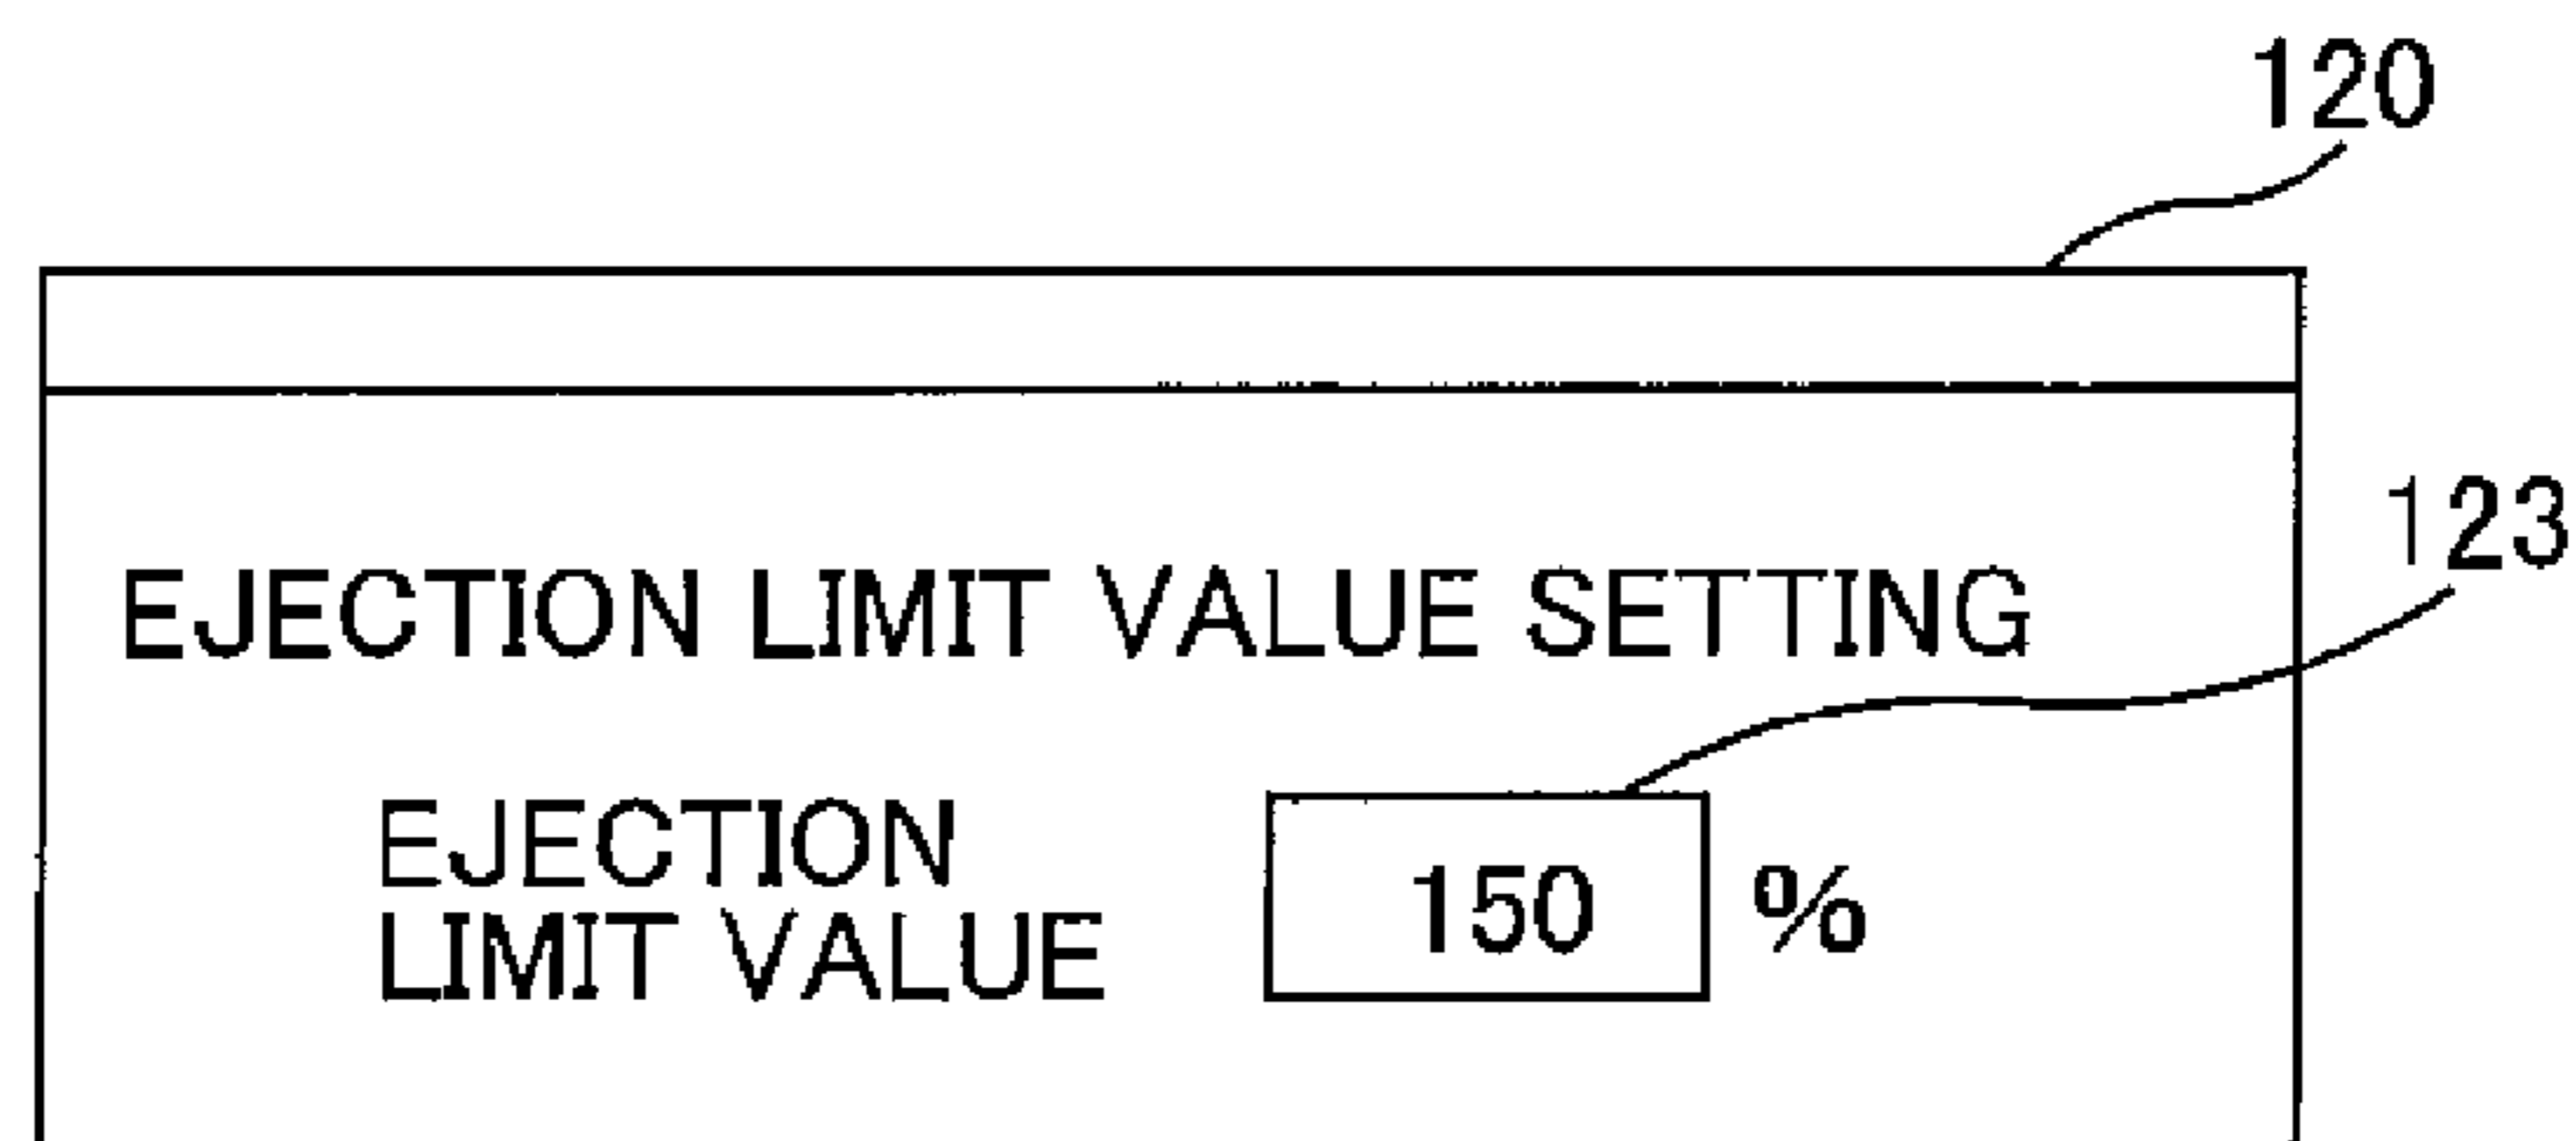 120
123
EJECTION LIMIT VALUE SETTING
EJECTION
LIMIT VALUE
150 %